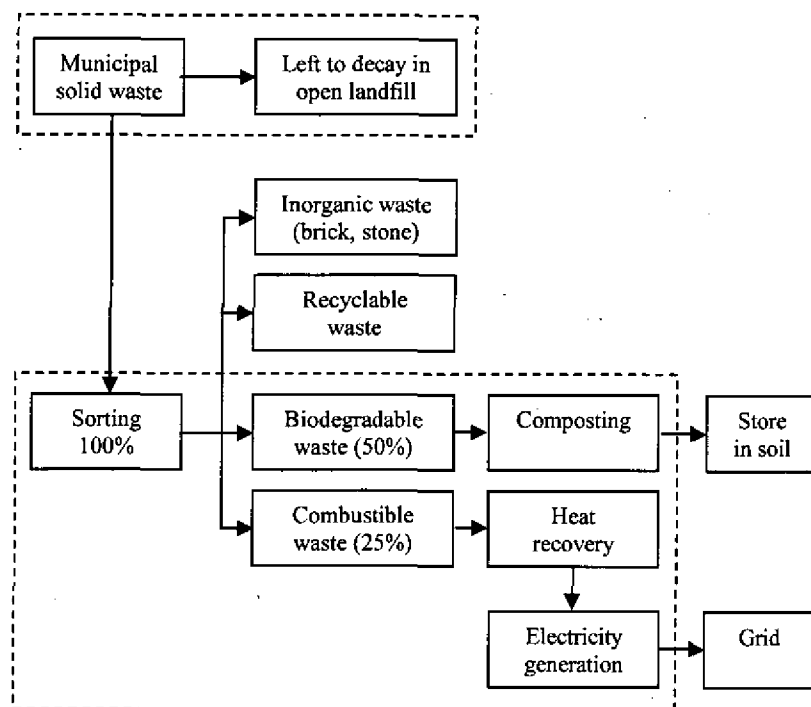 Municipal
solid waste
Left to decay in
open landfill
Inorganic waste
(brick, stone)
Recyclable
waste
Sorting
100%
Biodegradable
waste (50%)
Composting
Store
in soil
Combustible
waste (25%)
Heat
recovery
Electricity
generation
Grid